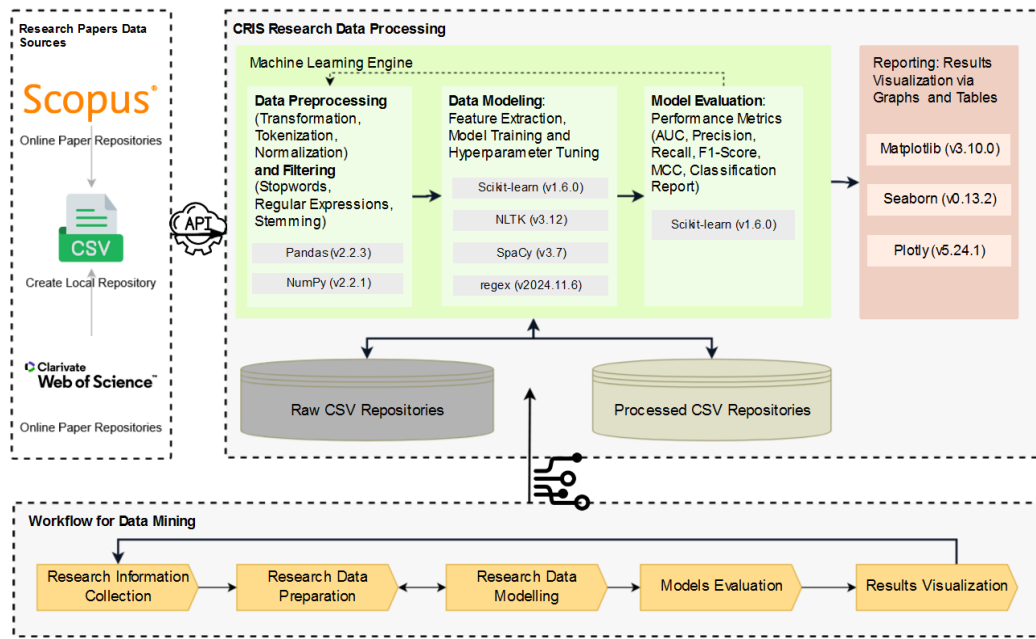 Research Papers Data
Sources
Scopus®
Online Paper Repositories
CSV
Create Local Repository
Clarivate
Web of Science™
Online Paper Repositories
API
CRIS Research Data Processing
Machine Learning Engine
Data Preprocessing
(Transformation,
Tokenization,
Normalization)
and Filtering
(Stopwords,
Regular Expressions,
Stemming)
Pandas (v2.2.3)
NumPy (v2.2.1)
Data Modeling:
Feature Extraction,
Model Training and
Hyperparameter Tuning
Scikit-learn (v1.6.0)
NLTK (v3.12)
SpaCy (v3.7)
regex (v2024.11.6)
Model Evaluation:
Performance Metrics
(AUC, Precision,
Recall, F1-Score,
MCC, Classification
Report)
Scikit-learn (v1.6.0)
Reporting: Results
Visualization via
Graphs and Tables
Matplotlib (v3.10.0)
Seaborn (v0.13.2)
Plotly (v5.24.1)
Raw CSV Repositories
Processed CSV Repositories
Workflow for Data Mining
Research Information
Collection
Research Data
Preparation
Research Data
Modelling
Models Evaluation
Results Visualization